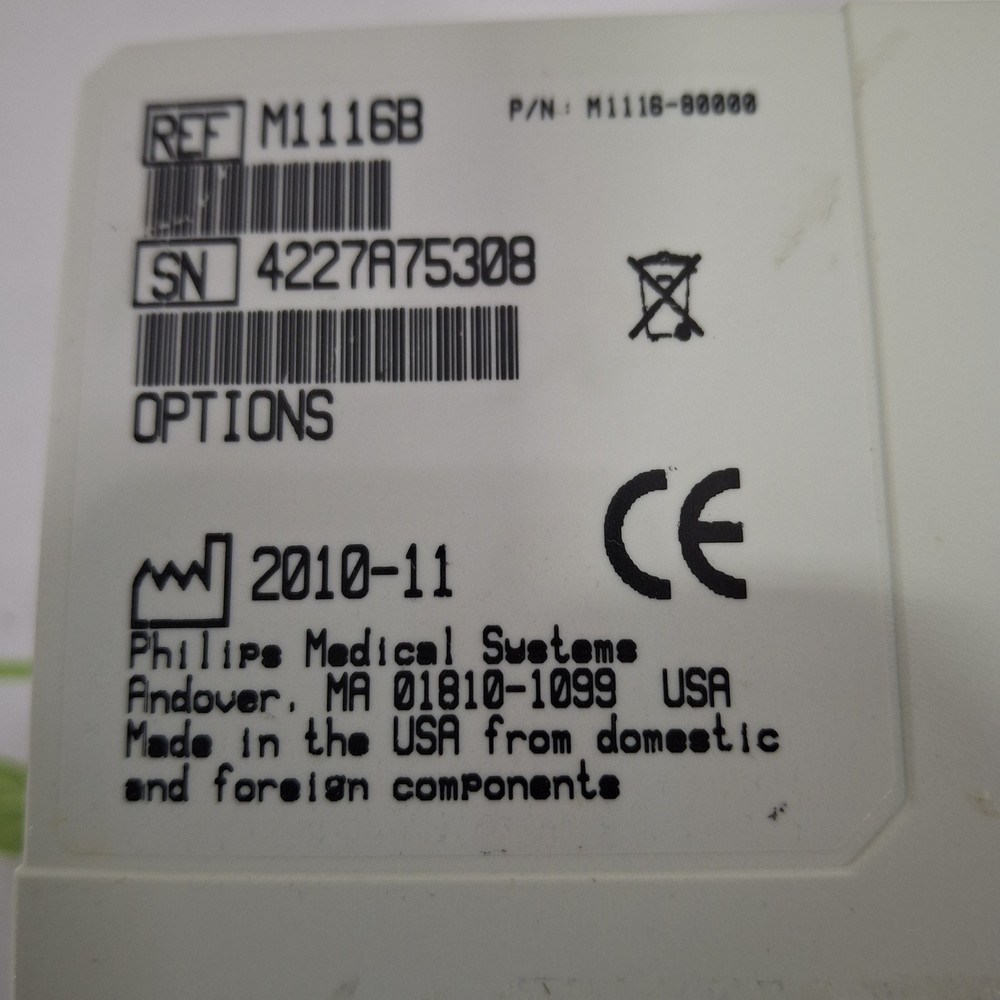 REF M1116B P/N: M1116-80000
SN 4227A75308
OPTIONS
CE
2010-11
Philips Medical Systems
Andover, MA 01810-1099 USA
Made in the USA from domestic
and foreign components